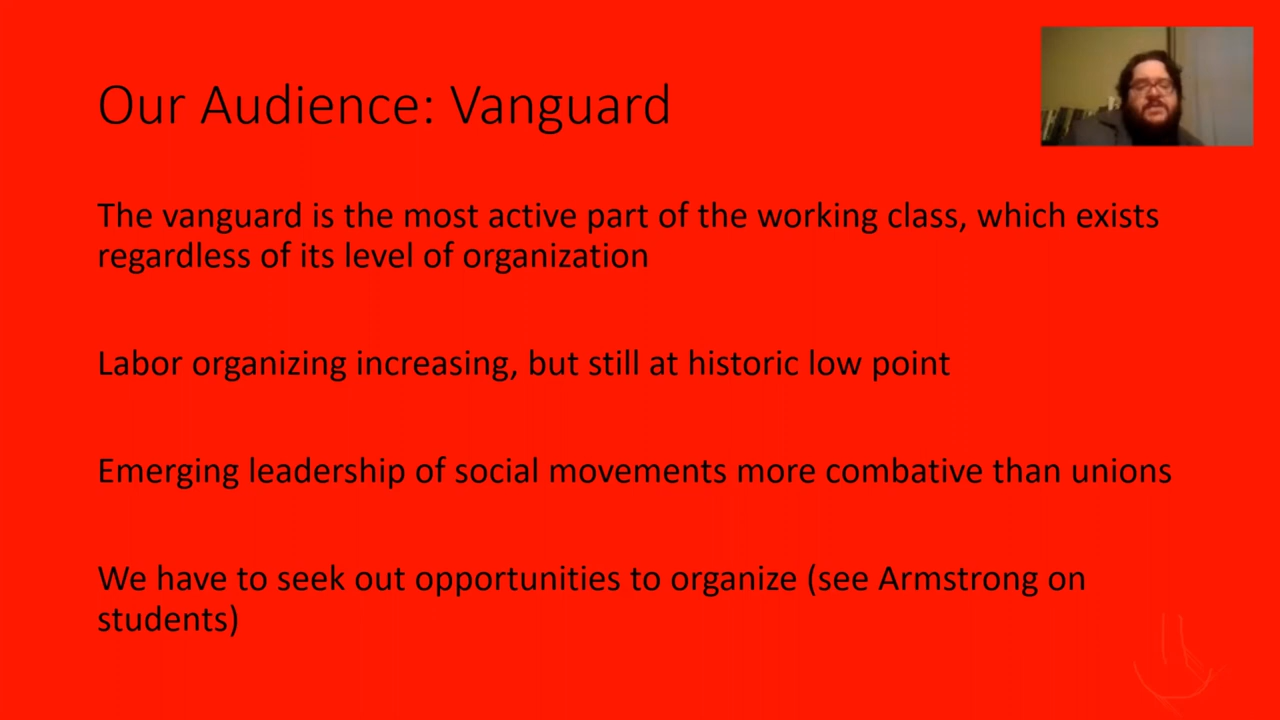 Our Audience: Vanguard
The vanguard is the most active part of the working class, which exists
regardless of its level of organization
Labor organizing increasing, but still at historic low point
Emerging leadership of social movements more combative than unions
We have to seek out opportunities to organize (see Armstrong on
students)